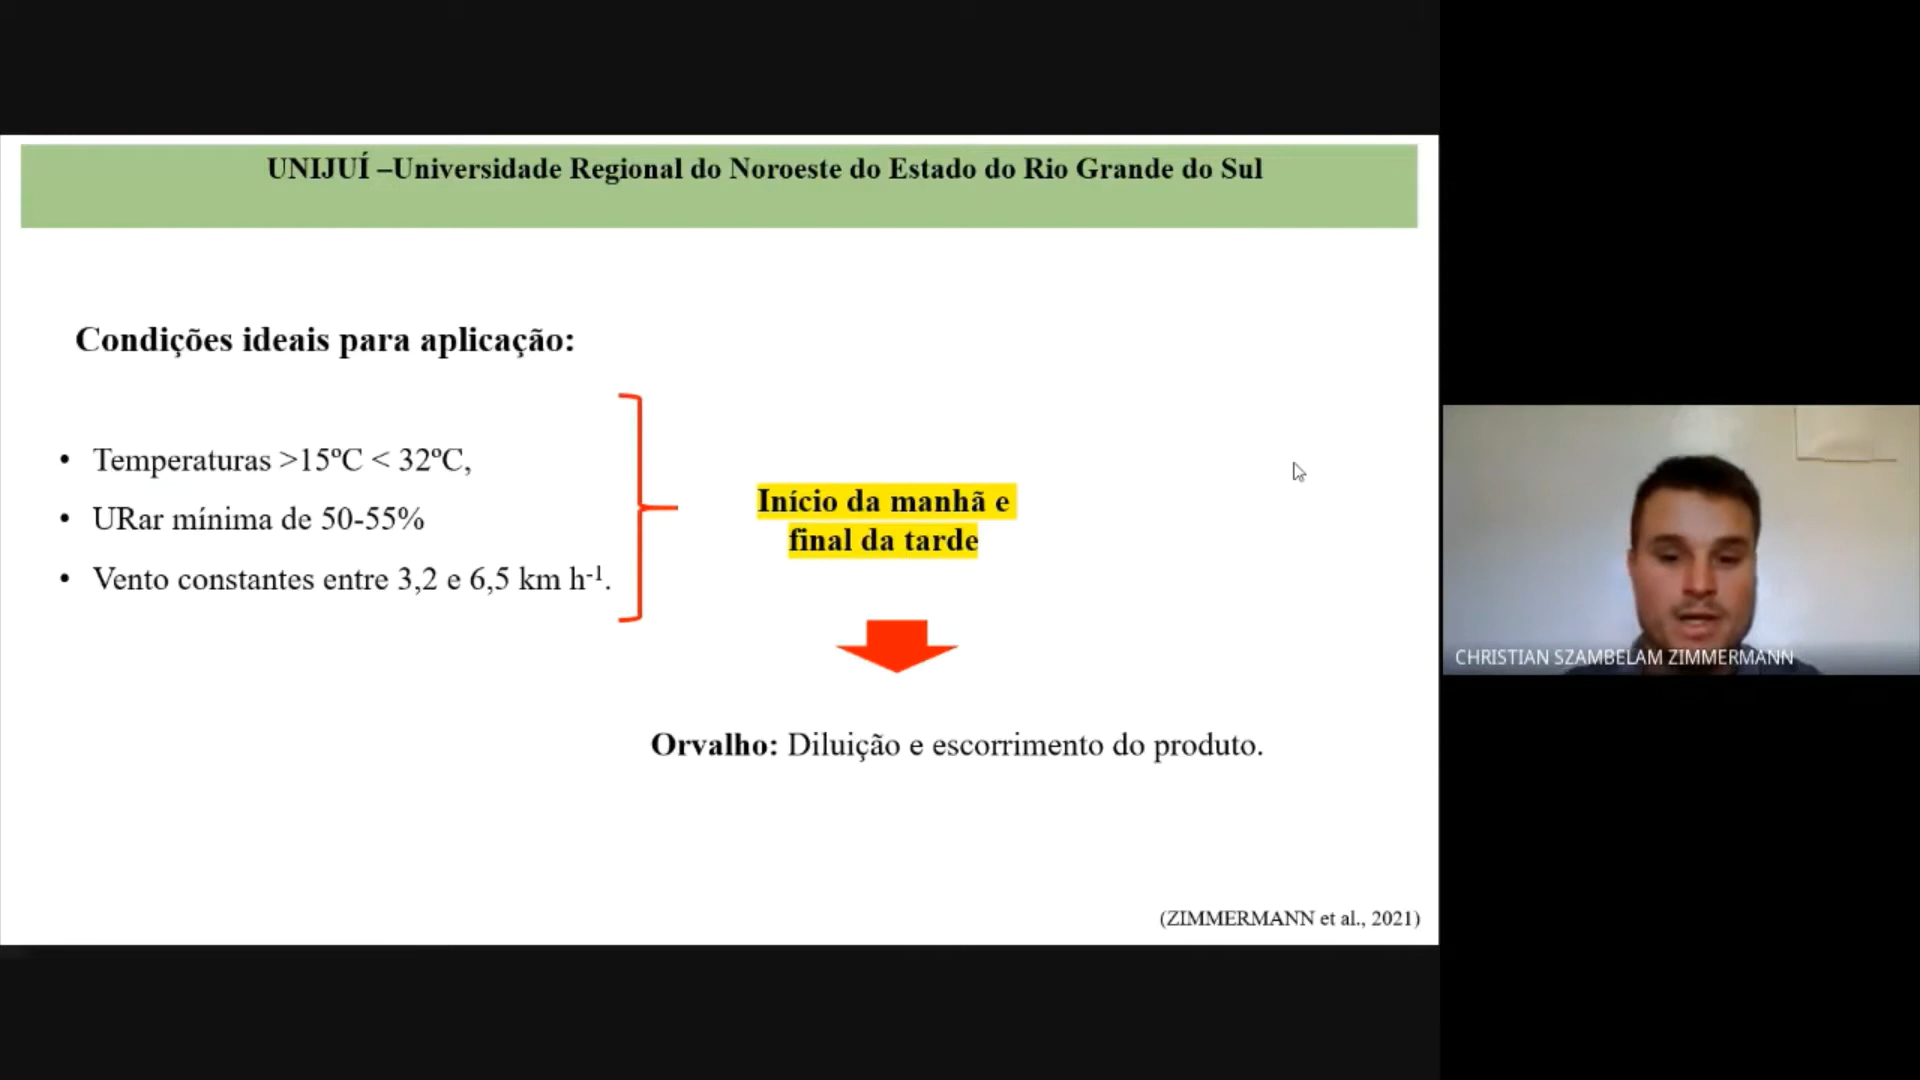 UNIJUÍ –Universidade Regional do Noroeste do Estado do Rio Grande do Sul
Condições ideais para aplicação:
• Temperaturas >15ºC < 32ºC,
• URar mínima de 50-55%
• Vento constantes entre 3,2 e 6,5 km h-1.
Início da manhã e
final da tarde
Orvalho: Diluição e escorrimento do produto.
(ZIMMERMANN et al., 2021)
CHRISTIAN SZAMBELAM ZIMMERMANN